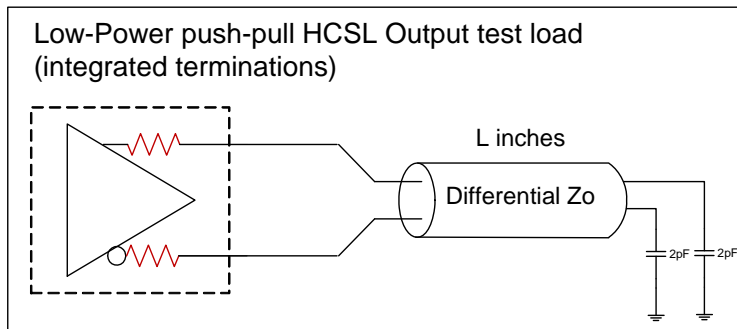 Low-Power push-pull HCSL Output test load
(integrated terminations)
L inches
Differential Zo
2pF
2pF